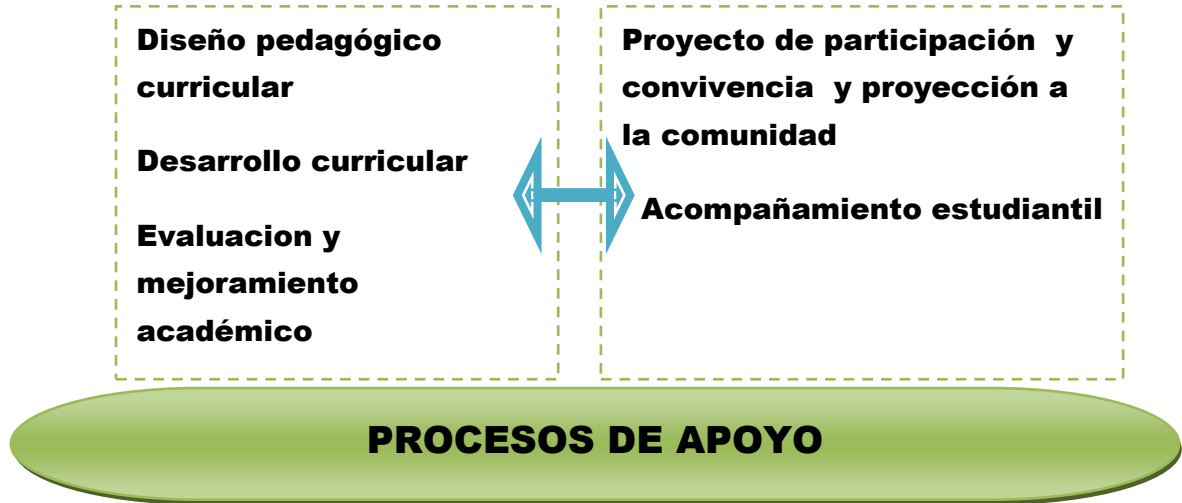 Diseño pedagógico
curricular
Desarrollo curricular
Evaluacion y
mejoramiento
académico
Proyecto de participación y
convivencia y proyección a
la comunidad
Acompañamiento estudiantil
PROCESOS DE APOYO